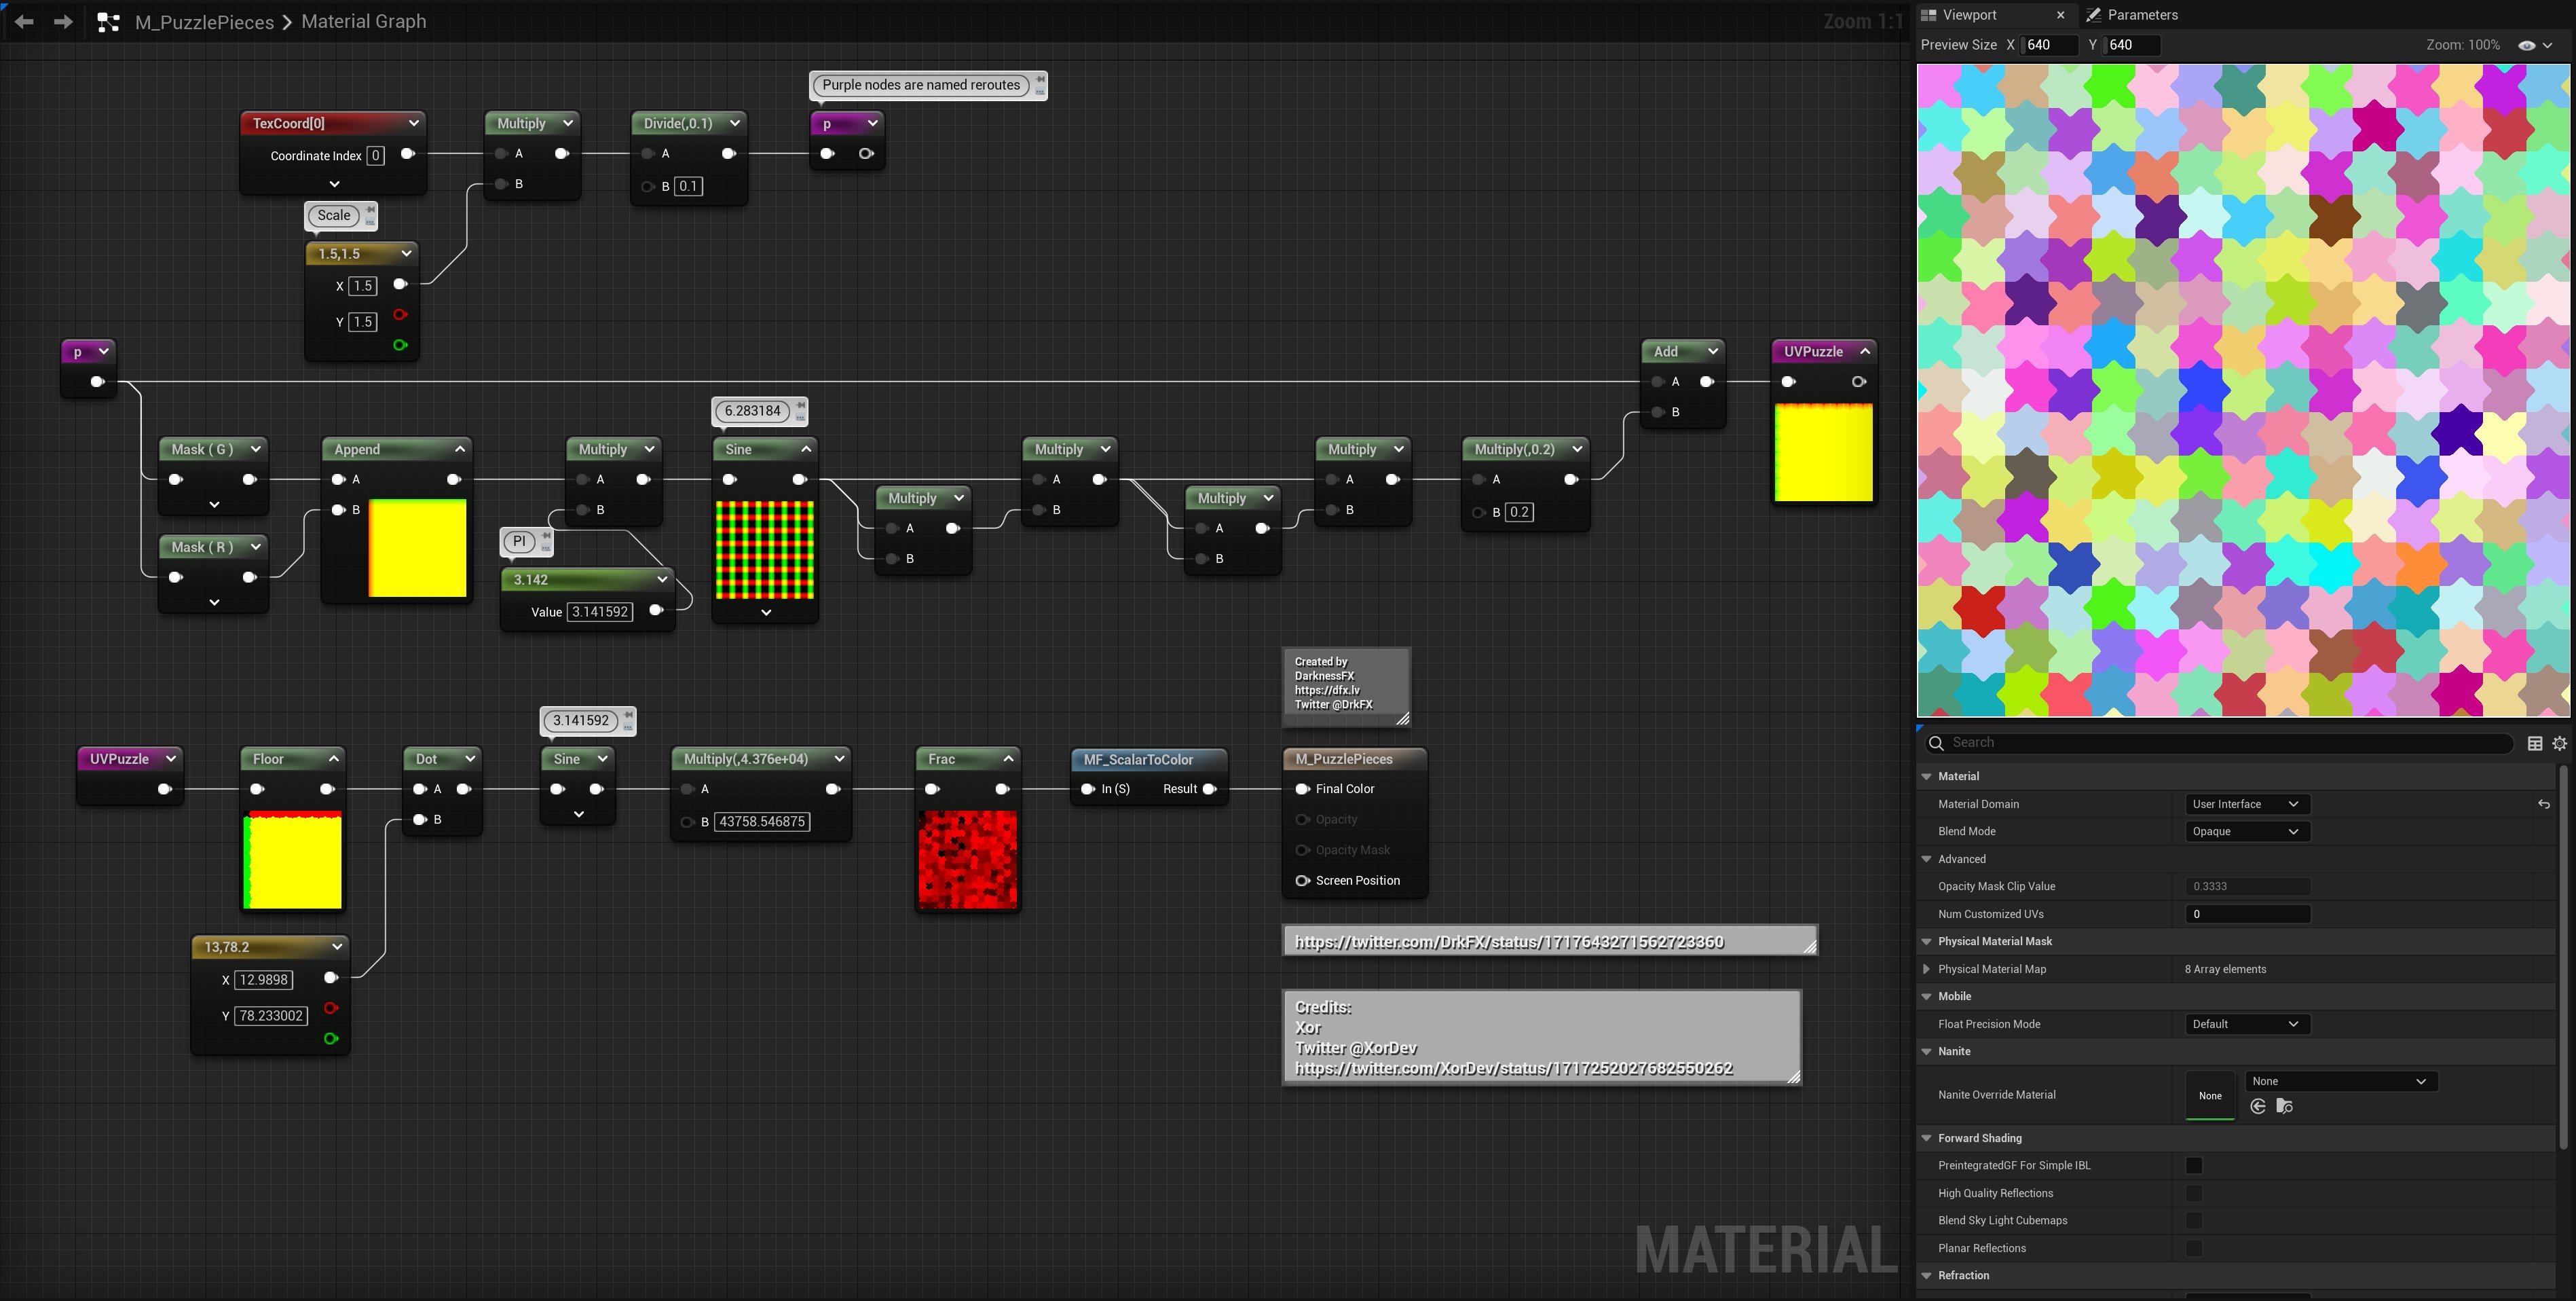 M_PuzzlePieces > Material Graph
Zoom 1:1
Purple nodes are named reroutes
TexCoord[0]
Coordinate Index 0
Multiply
A
B
Divide(,0.1)
A
B 0.1
p
Scale
1.5,1.5
X 1.5
Y 1.5
p
Add
A
B
UVPuzzle
6.283184
Mask ( G )
Append
A
B
Multiply
A
B
Sine
Multiply
A
B
Multiply
A
B
Multiply(,0.2)
A
B 0.2
Multiply
A
B
Multiply
A
B
Mask ( R )
PI
3.142
Value 3.141592
Created by
DarknessFX
https://dfx.lv
Twitter @DrkFX
3.141592
UVPuzzle
Floor
Dot
A
B
Sine
Multiply(,4.376e+04)
A
B 43758.546875
Frac
MF_ScalarToColor
In (S) Result
M_PuzzlePieces
Final Color
Opacity
Opacity Mask
Screen Position
13,78.2
X 12.9898
Y 78.233002
https://twitter.com/DrkFX/status/1717643271562723360
Credits:
Xor
Twitter @XorDev
https://twitter.com/XorDev/status/1717252027682550262
MATERIAL
Viewport
Parameters
Preview Size X 640 Y 640
Zoom: 100%
Search
Material
Material Domain User Interface
Blend Mode Opaque
Advanced
Opacity Mask Clip Value 0.3333
Num Customized UVs 0
Physical Material Mask
Physical Material Map 8 Array elements
Mobile
Float Precision Mode Default
Nanite
Nanite Override Material None None
Forward Shading
PreintegratedGF For Simple IBL
High Quality Reflections
Blend Sky Light Cubemaps
Planar Reflections
Refraction